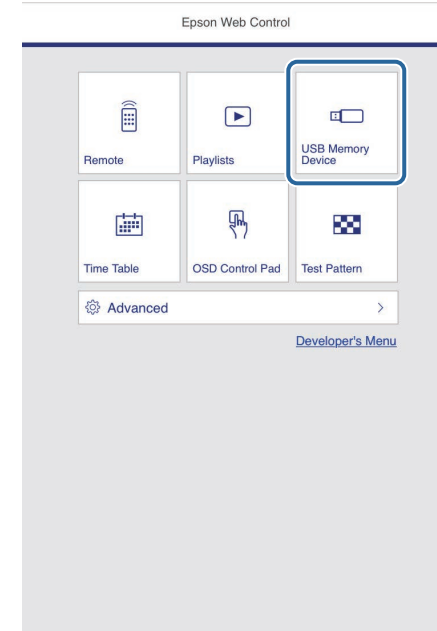 Epson Web Control
Remote
Playlists
USB Memory
Device
Time Table
OSD Control Pad
Test Pattern
Advanced
Developer's Menu